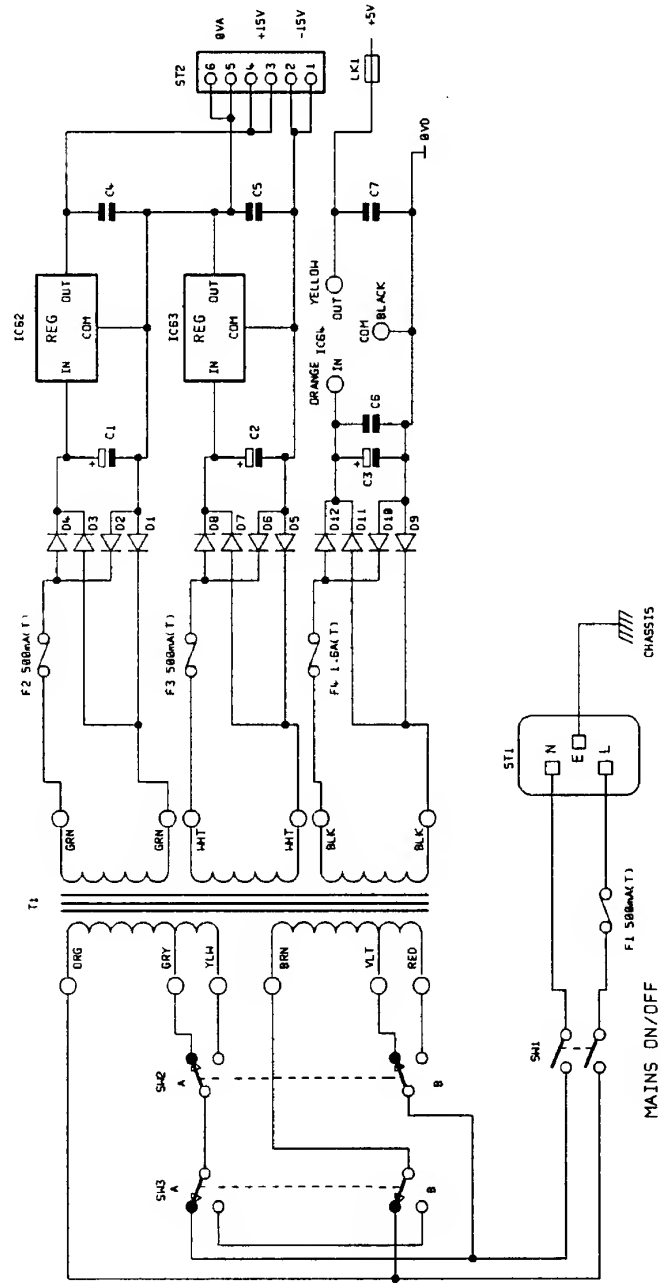 T1
ORG
GRY
YLW
BRN
VLT
RED
GRN
GRN
WHT
WHT
BLK
BLK
SW2
A
B
SW3
A
B
F2 500mA(T)
F3 500mA(T)
F4 1.6A(T)
D4
D3
D2
D1
D8
D7
D6
D5
D12
D11
D10
D9
+
C1
+
C2
+
C3
C6
IC62
REG
IN
OUT
COM
IC63
REG
IN
OUT
COM
ORANGE
IN
IC64
YELLOW
OUT
COM
BLACK
C4
C5
C7
ST2
6
5
4
3
2
1
0VA
+15V
-15V
LK1
+5V
0VD
ST1
N
E
L
CHASSIS
F1 500mA(T)
SW1
MAINS ON/OFF